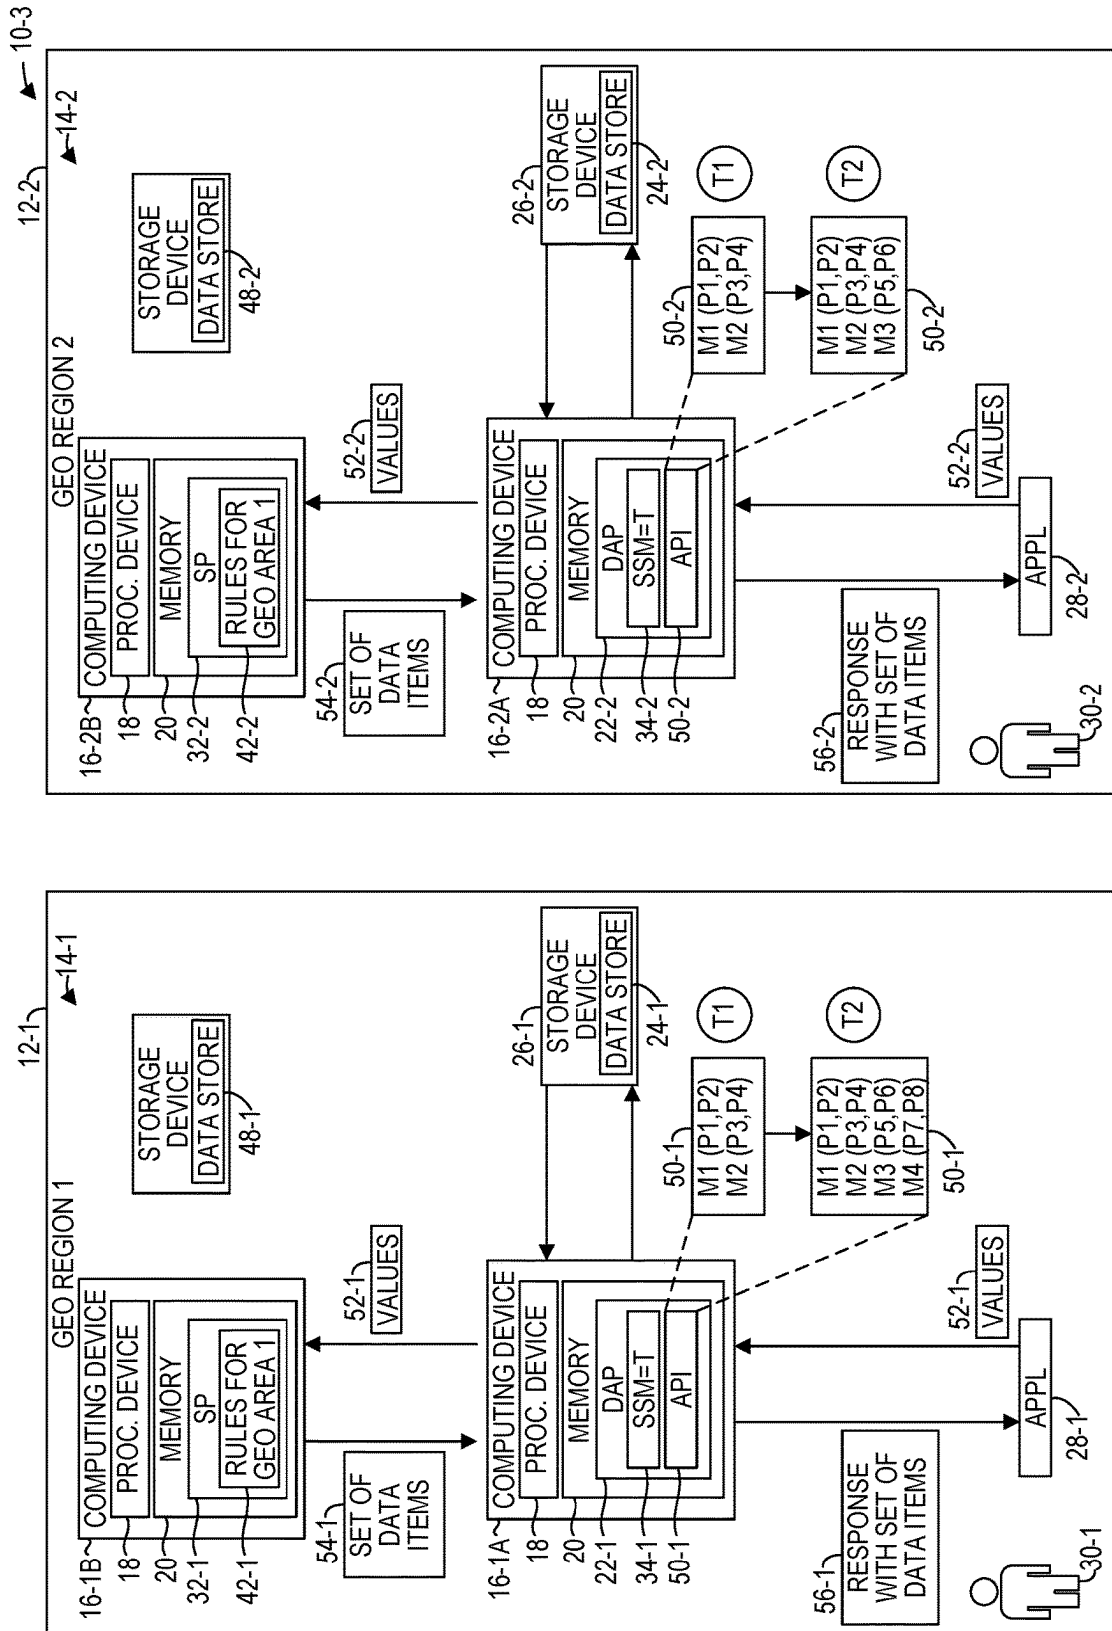 10-3
12-1
14-1
GEO REGION 1
16-1B
COMPUTING DEVICE
18
PROC. DEVICE
20
MEMORY
32-1
SP
42-1
RULES FOR
GEO AREA 1
STORAGE
DEVICE
DATA STORE
48-1
54-1
SET OF
DATA
ITEMS
52-1
VALUES
16-1A
COMPUTING DEVICE
18
PROC. DEVICE
20
MEMORY
22-1
DAP
34-1
SSM=T
50-1
API
26-1
STORAGE
DEVICE
DATA STORE
24-1
50-1
M1 (P1,P2)
M2 (P3,P4)
T1
M1 (P1,P2)
M2 (P3,P4)
M3 (P5,P6)
M4 (P7,P8)
50-1
T2
56-1
RESPONSE
WITH SET OF
DATA ITEMS
52-1
VALUES
APPL
28-1
30-1
12-2
14-2
GEO REGION 2
16-2B
COMPUTING DEVICE
18
PROC. DEVICE
20
MEMORY
32-2
SP
42-2
RULES FOR
GEO AREA 1
STORAGE
DEVICE
DATA STORE
48-2
54-2
SET OF
DATA
ITEMS
52-2
VALUES
16-2A
COMPUTING DEVICE
18
PROC. DEVICE
20
MEMORY
22-2
DAP
34-2
SSM=T
50-2
API
26-2
STORAGE
DEVICE
DATA STORE
24-2
50-2
M1 (P1,P2)
M2 (P3,P4)
T1
M1 (P1,P2)
M2 (P3,P4)
M3 (P5,P6)
50-2
T2
56-2
RESPONSE
WITH SET OF
DATA ITEMS
52-2
VALUES
APPL
28-2
30-2